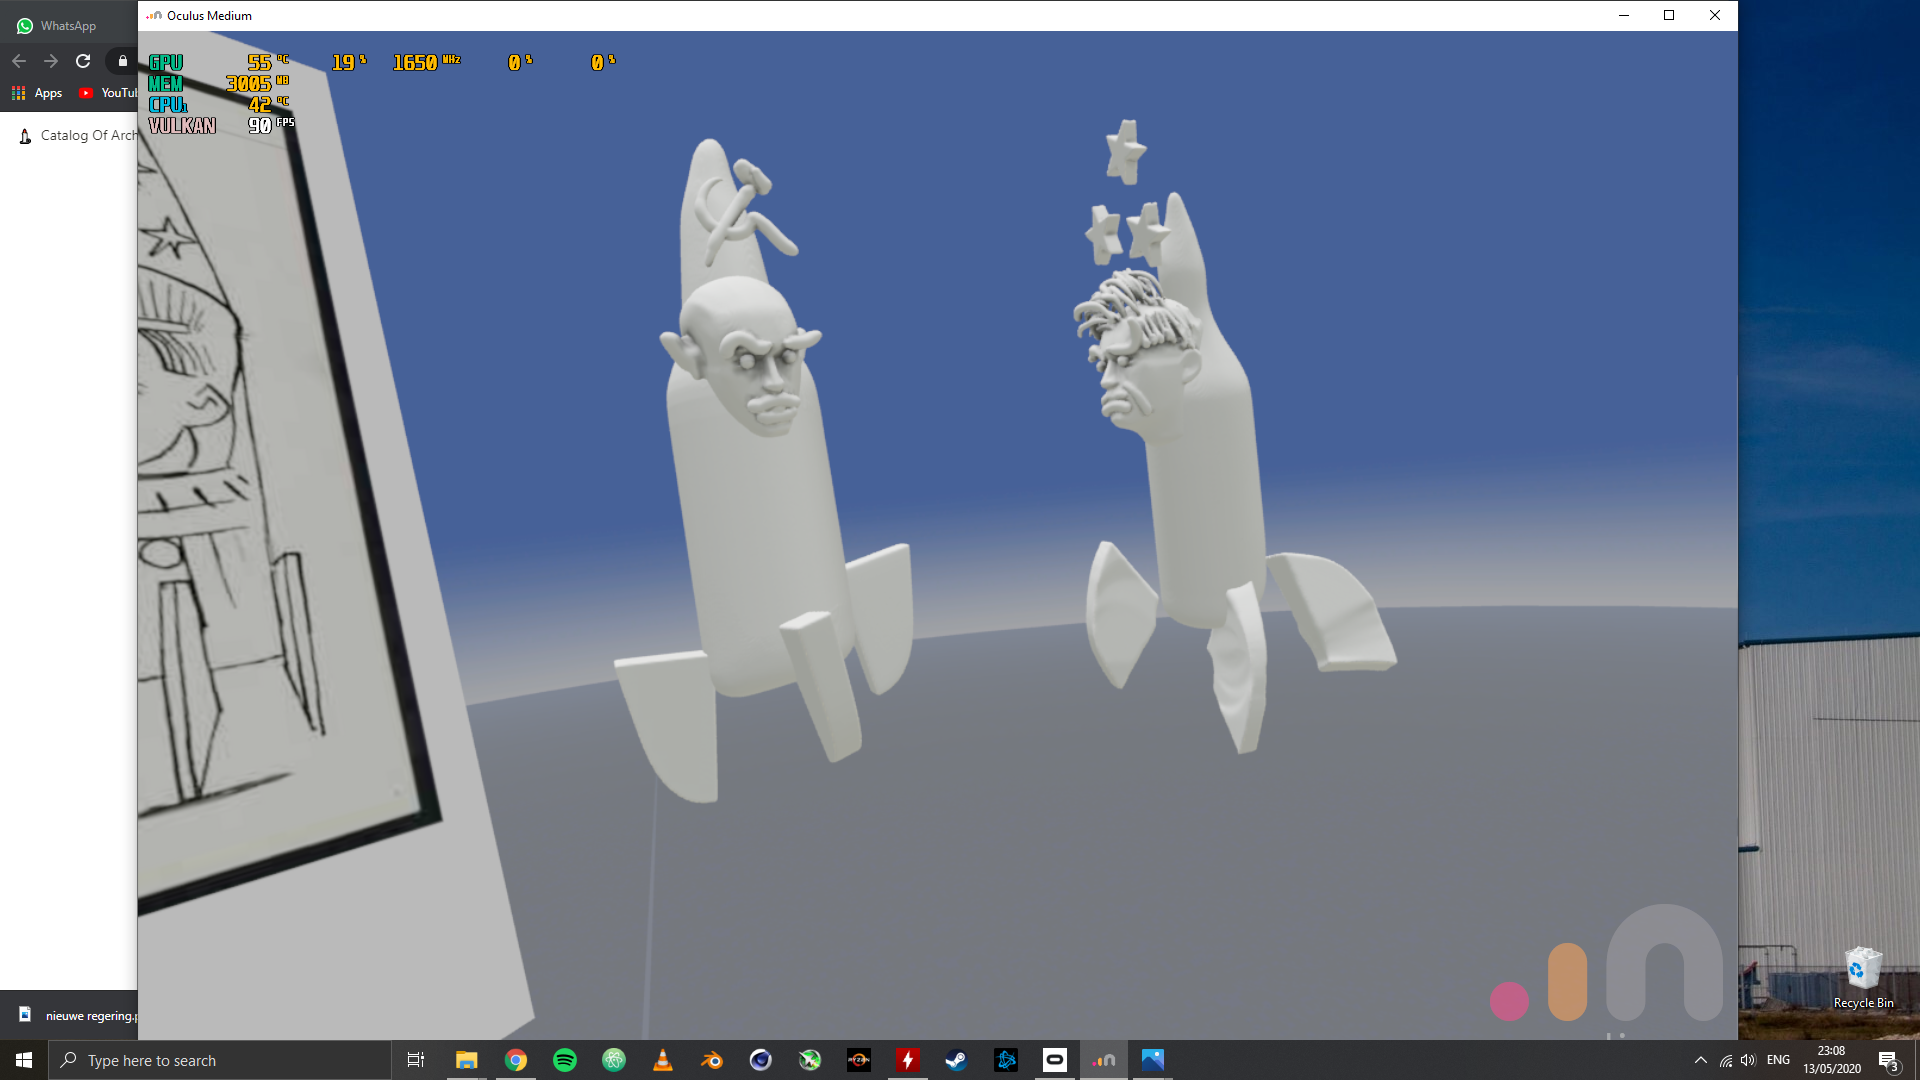 WhatsApp
Oculus Medium
GPU 55 °C 19 % 1650 MHz 0 % 0 %
MEM 3005 MB
CPU1 42 °C
VULKAN 90 FPS
Apps
Catalog Of Arch
Recycle Bin
nieuwe regering.p
Type here to search
RYZEN
ENG
23:08
13/05/2020
3